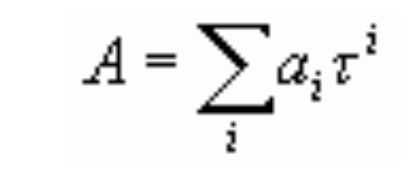 A = ∑_i a_i τ^i